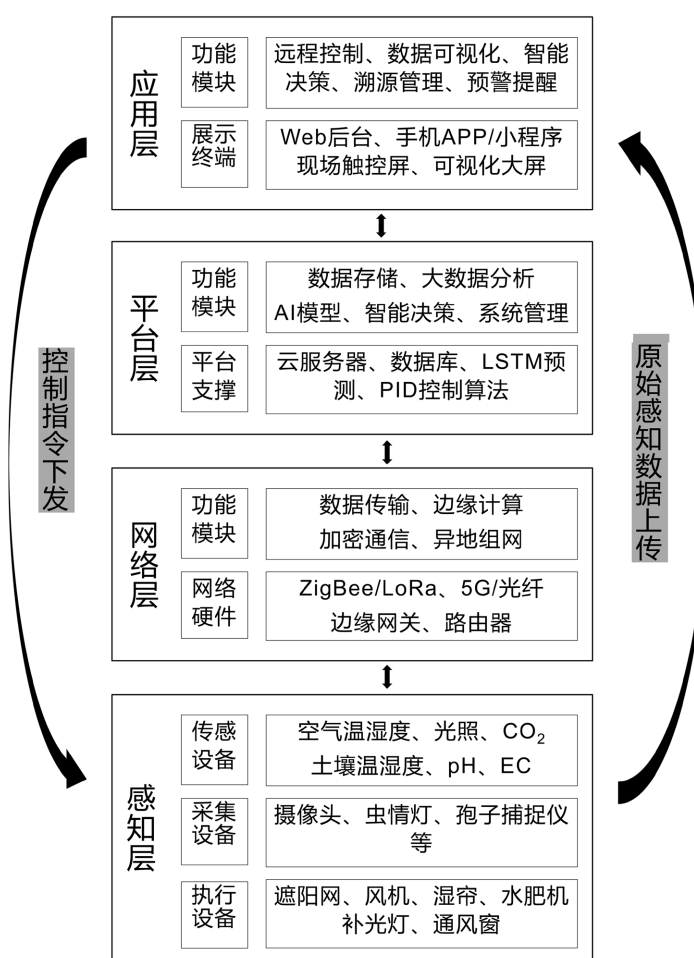 应用层
功能
模块
远程控制、数据可视化、智能
决策、溯源管理、预警提醒
展示
终端
Web后台、手机APP/小程序
现场触控屏、可视化大屏
平台层
功能
模块
数据存储、大数据分析
AI模型、智能决策、系统管理
平台
支撑
云服务器、数据库、LSTM预
测、PID控制算法
控制指令下发
原始感知数据上传
网络层
功能
模块
数据传输、边缘计算
加密通信、异地组网
网络
硬件
ZigBee/LoRa、5G/光纤
边缘网关、路由器
感知层
传感
设备
空气温湿度、光照、CO₂
土壤温湿度、pH、EC
采集
设备
摄像头、虫情灯、孢子捕捉仪
等
执行
设备
遮阳网、风机、湿帘、水肥机
补光灯、通风窗